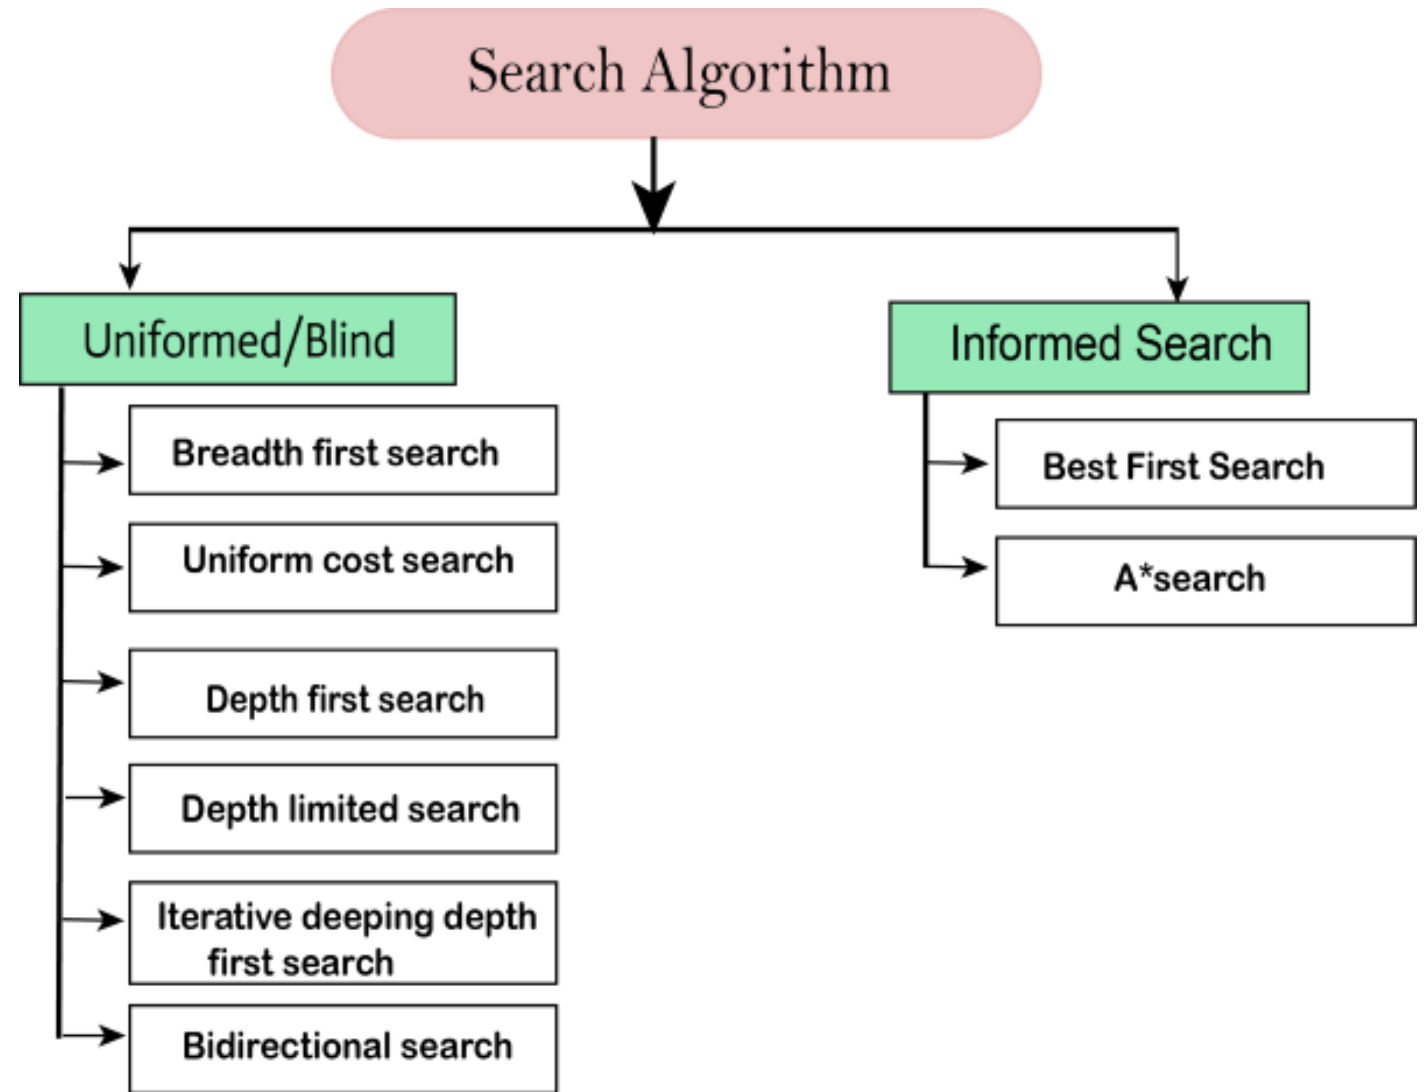 Search Algorithm
Uniformed/Blind
Breadth first search
Uniform cost search
Depth first search
Depth limited search
Iterative deeping depth
first search
Bidirectional search
Informed Search
Best First Search
A*search